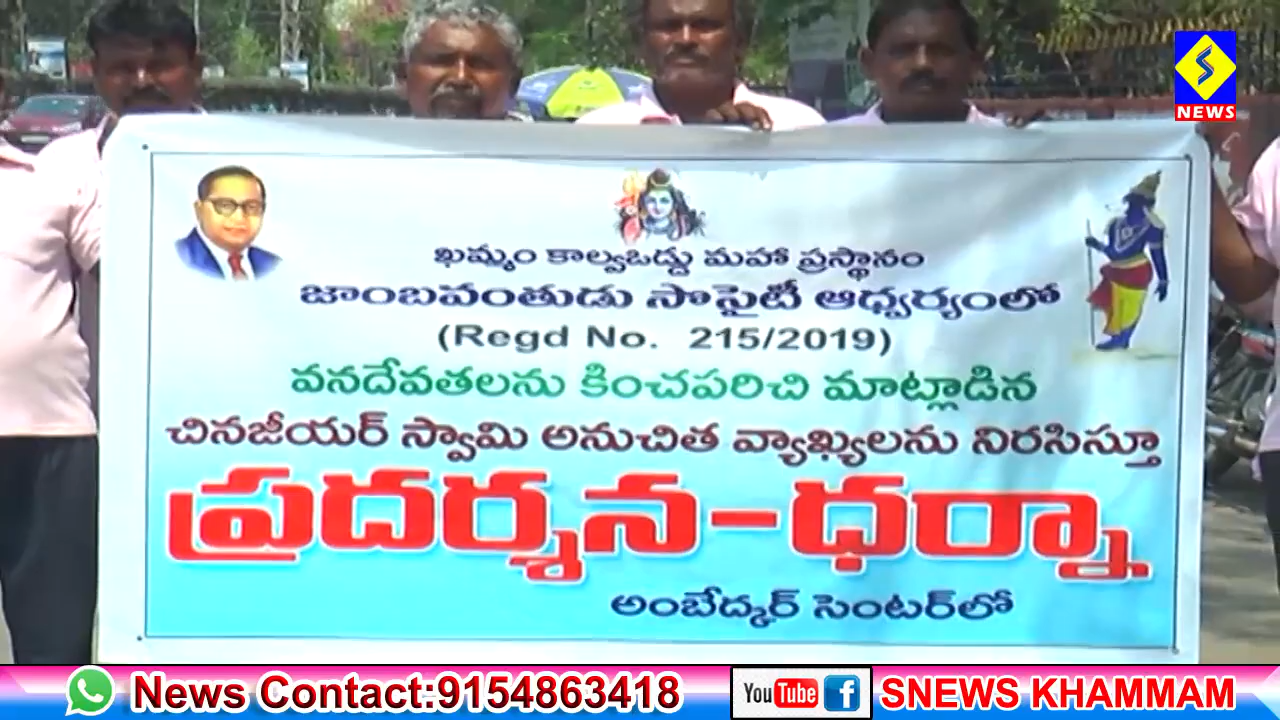 S
NEWS
ఖమ్మం కాల్వఒడ్డు మహా ప్రస్థానం
జాంబవంతుడు సొసైటీ ఆధ్వర్యంలో
(Regd No. 215/2019)
వనదేవతలను కించపరిచి మాట్లాడిన
చినజీయర్ స్వామి అనుచిత వ్యాఖ్యలను నిరసిస్తూ
ప్రదర్శన-ధర్నా
అంబేద్కర్ సెంటర్‌లో
News Contact:9154863418 YouTube f SNEWS KHAMMAM